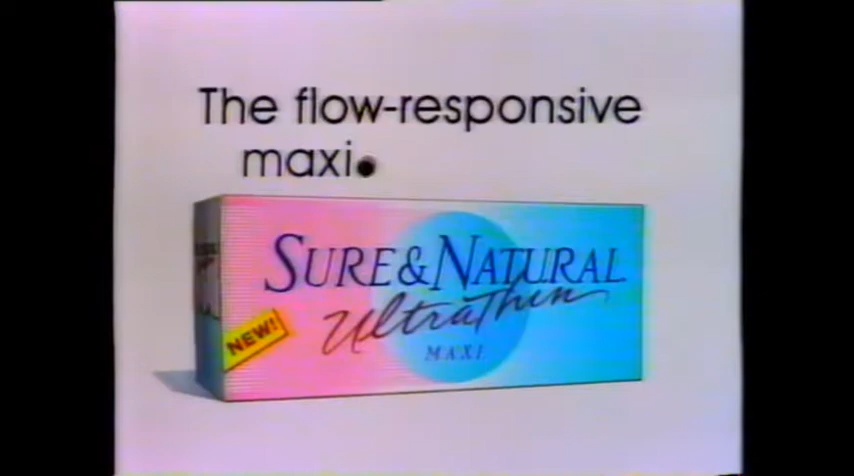 The flow-responsive
maxi.
SURE & NATURAL
UltraThin
NEW!
MAXI